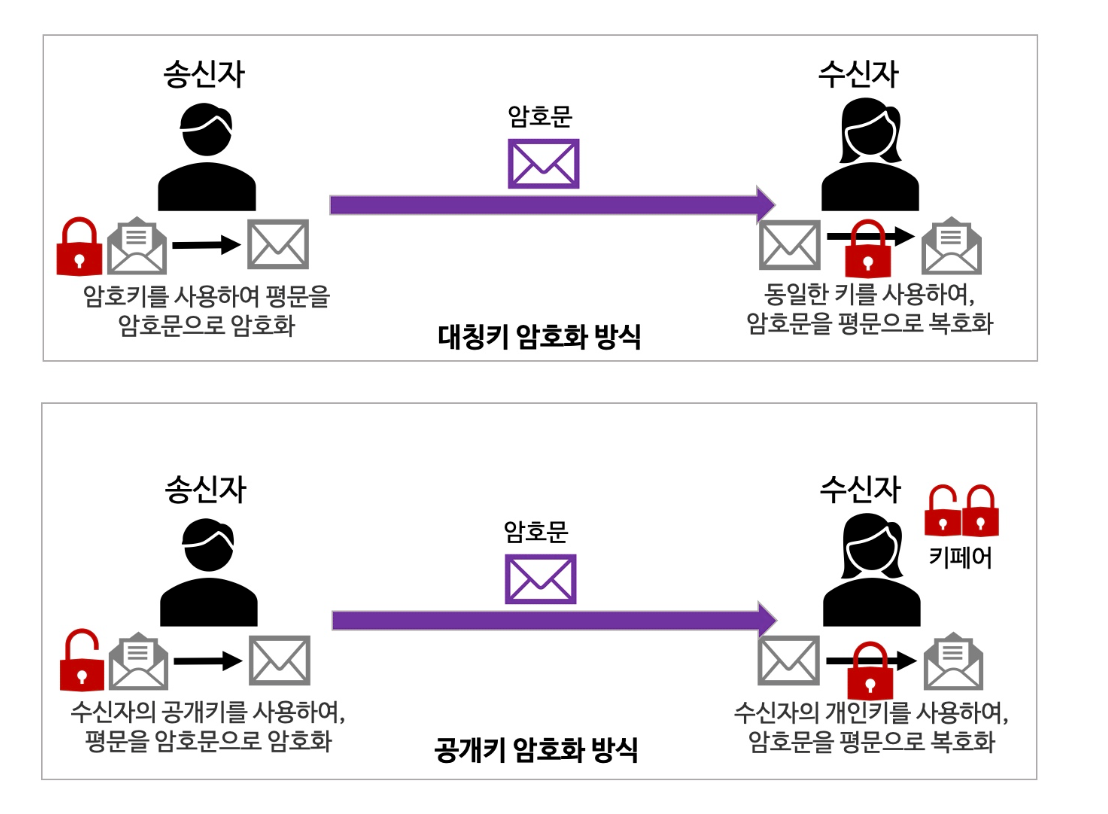 송신자
수신자
암호문
암호키를 사용하여 평문을
암호문으로 암호화
동일한 키를 사용하여,
암호문을 평문으로 복호화
대칭키 암호화 방식
송신자
수신자
암호문
키페어
수신자의 공개키를 사용하여,
평문을 암호문으로 암호화
수신자의 개인키를 사용하여,
암호문을 평문으로 복호화
공개키 암호화 방식